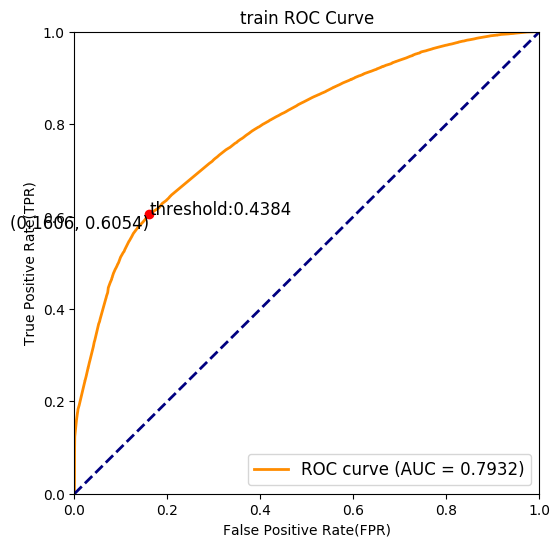 train ROC Curve
1.0
0.8
0.6
0.4
0.2
0.0
True Positive Rate(TPR)
threshold:0.4384
(0.1606, 0.6054)
ROC curve (AUC = 0.7932)
0.0 0.2 0.4 0.6 0.8 1.0
False Positive Rate(FPR)